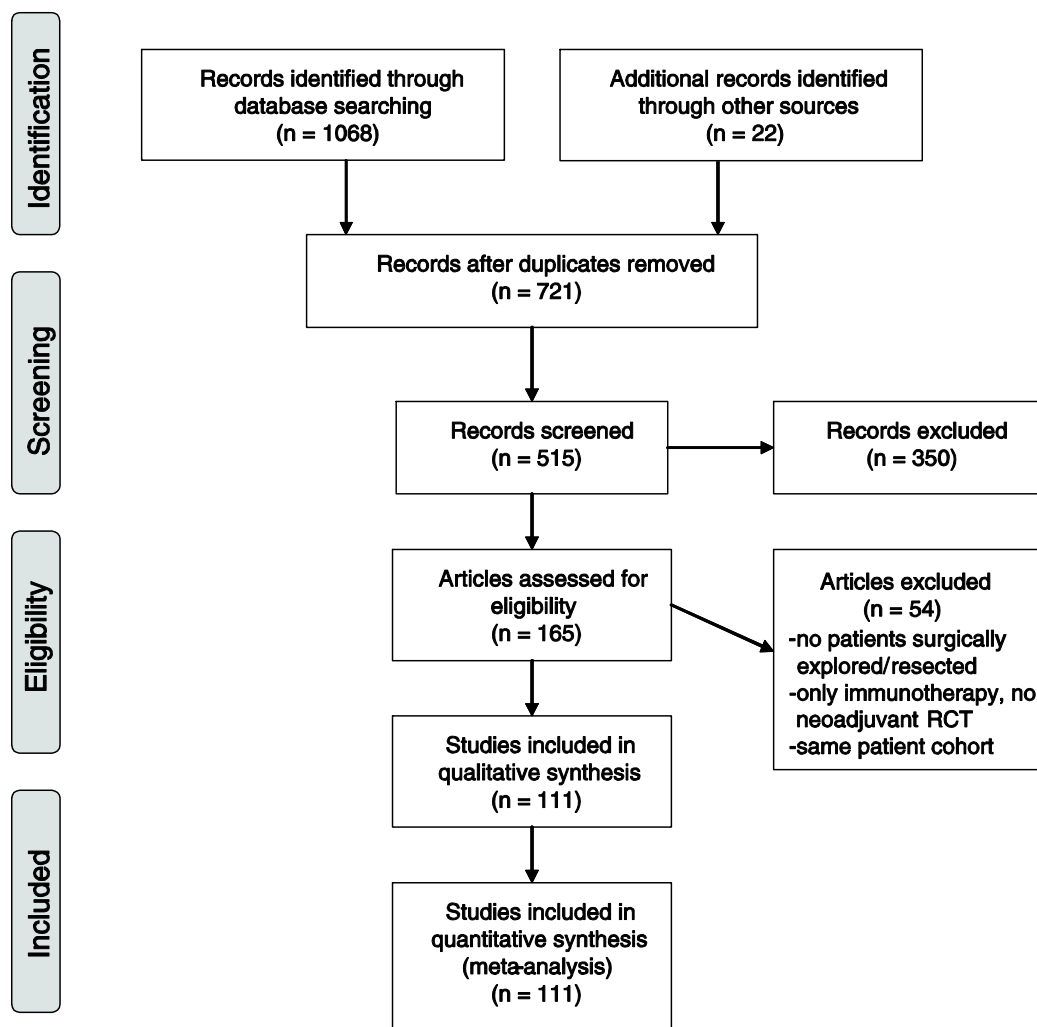 Identification
Records identified through
database searching
(n = 1068)
Additional records identified
through other sources
(n = 22)
Records after duplicates removed
(n = 721)
Screening
Records screened
(n = 515)
Records excluded
(n = 350)
Eligibility
Articles assessed for
eligibility
(n = 165)
Articles excluded
(n = 54)
-no patients surgically
explored/resected
-only immunotherapy, no
neoadjuvant RCT
-same patient cohort
Studies included in
qualitative synthesis
(n = 111)
Included
Studies included in
quantitative synthesis
(meta-analysis)
(n = 111)